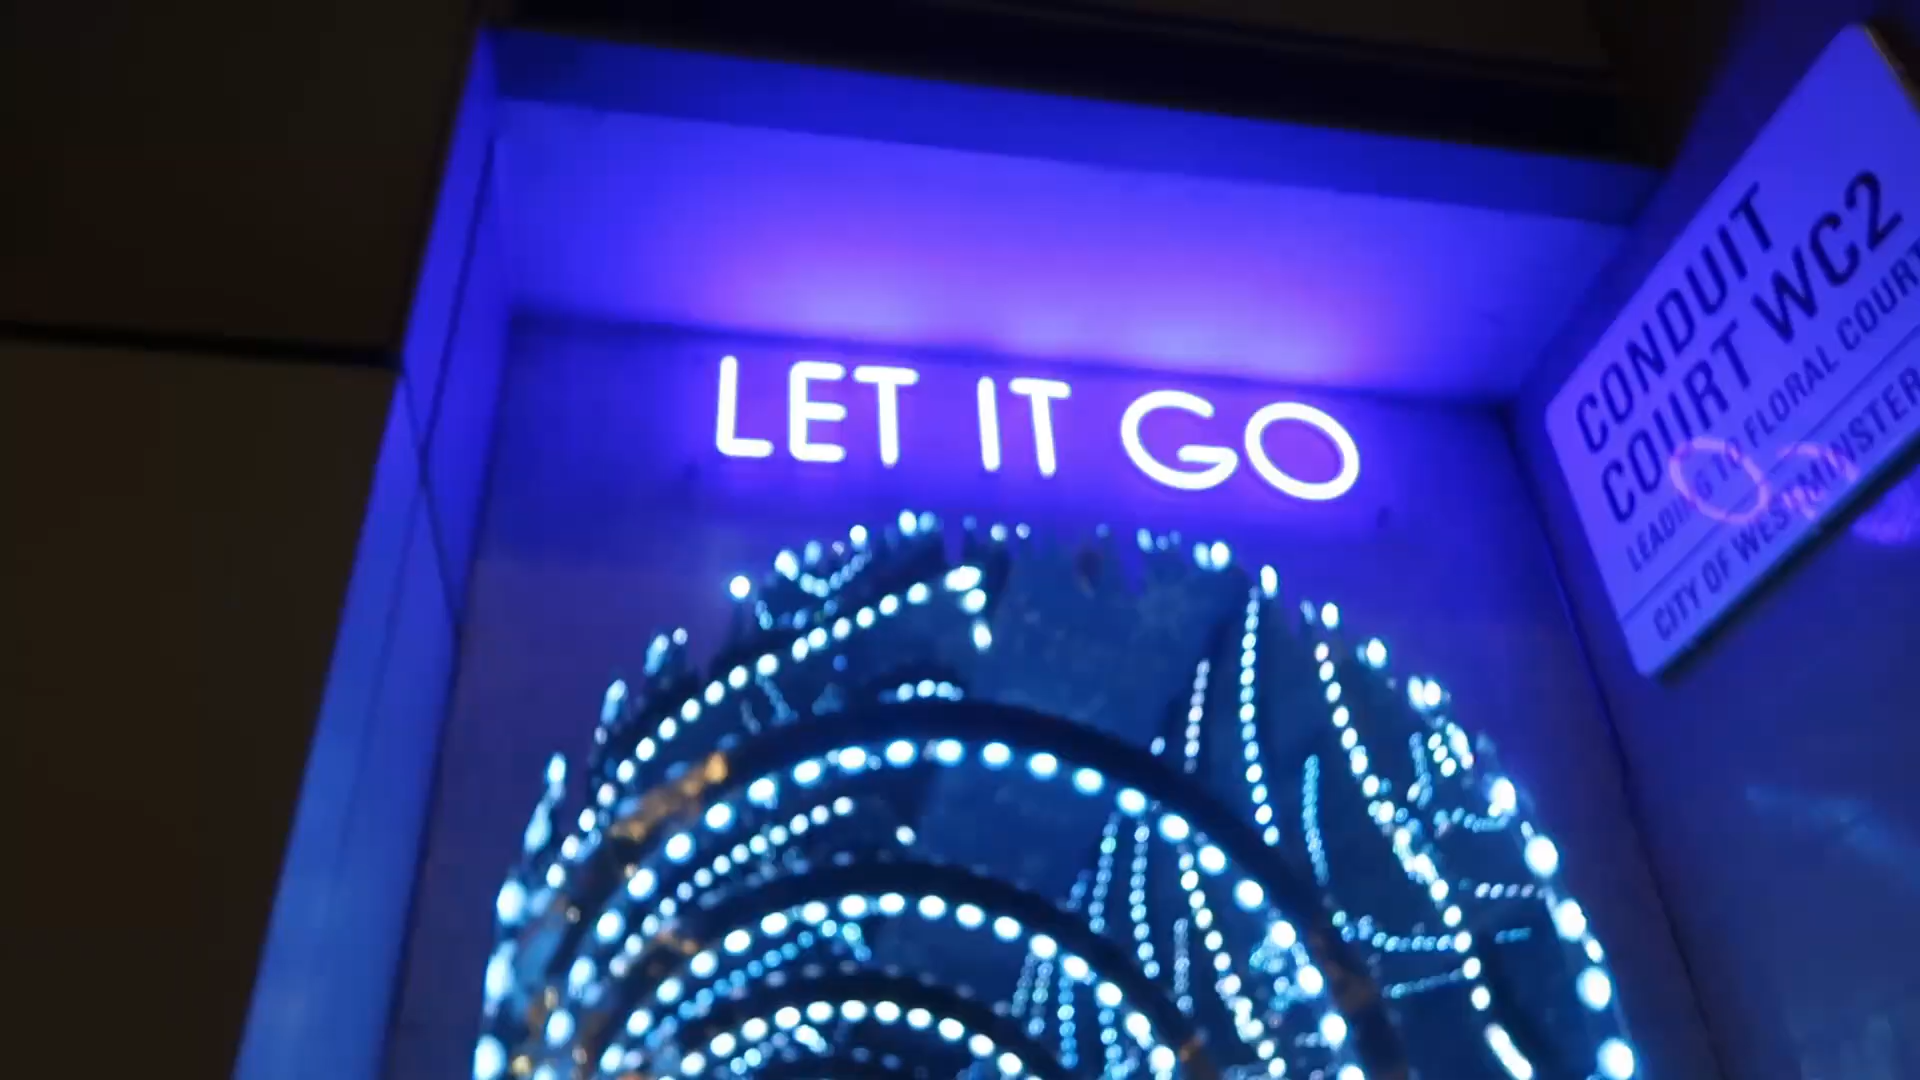 LET IT GO
CONDUIT
COURT WC2
LEADING TO FLORAL COURT
CITY OF WESTMINSTER